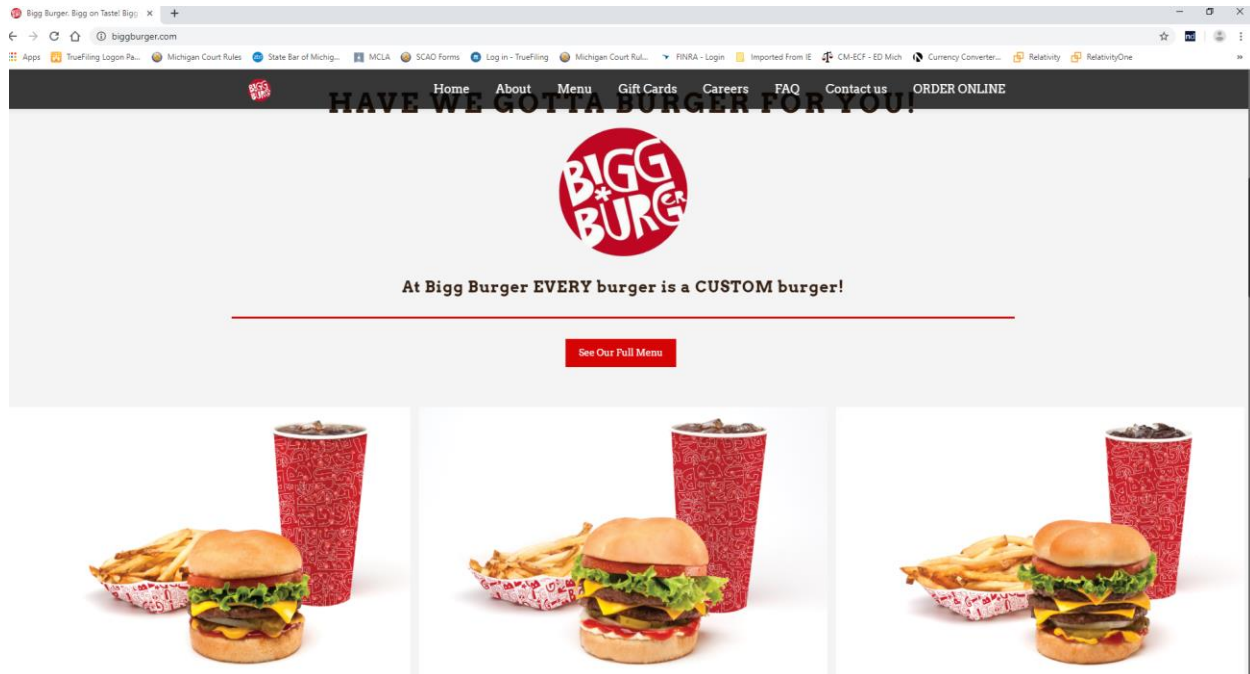 Bigg Burger. Bigg on Taste! Bigg
biggburger.com
Apps TrueFiling Logon Pa... Michigan Court Rules State Bar of Michig... MCLA SCAO Forms Log in - TrueFiling Michigan Court Rul... FINRA - Login Imported From IE CM-ECF - ED Mich Currency Converter... Relativity RelativityOne
BIGG BURGER Home About Menu Gift Cards Careers FAQ Contact us ORDER ONLINE
HAVE WE GOTTA BURGER FOR YOU!
BIGG
BURGER
At Bigg Burger EVERY burger is a CUSTOM burger!
See Our Full Menu